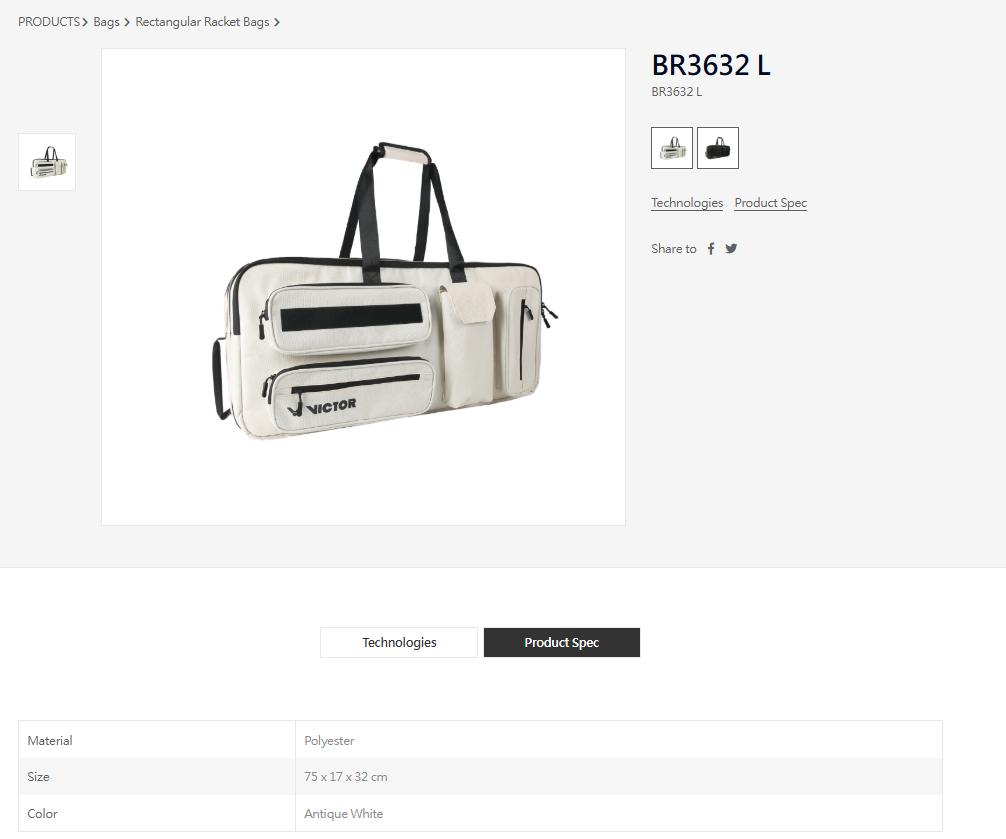 PRODUCTS > Bags > Rectangular Racket Bags >
BR3632 L
BR3632 L
Technologies Product Spec
Share to
VICTOR
Technologies Product Spec
Material Polyester
Size 75 x 17 x 32 cm
Color Antique White